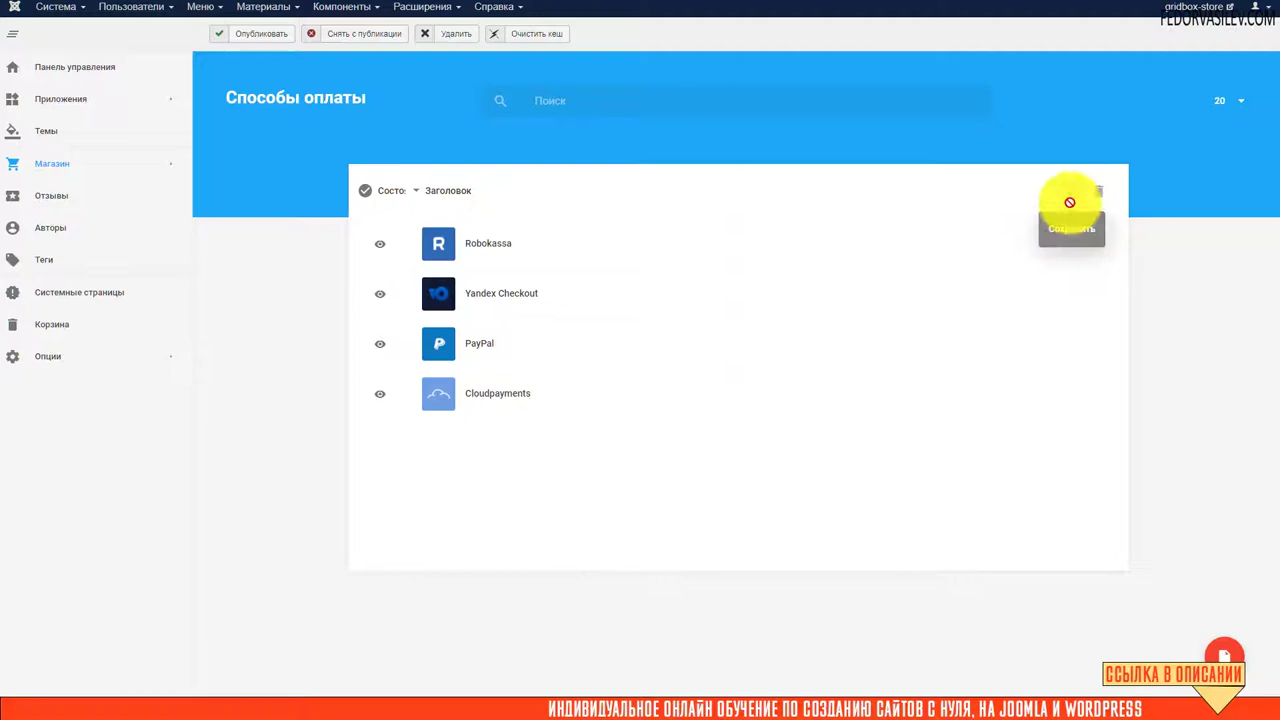 Система Пользователи Меню Материалы Компоненты Расширения Справка gridbox-store
FEDORVASILEV.COM
Опубликовать Снять с публикации Удалить Очистить кеш
Панель управления
Приложения
Темы
Магазин
Отзывы
Авторы
Теги
Системные страницы
Корзина
Опции
Способы оплаты
Поиск
20
Состо: Заголовок
Сохранить
R Robokassa
Yandex Checkout
PayPal
Cloudpayments
ССЫЛКА В ОПИСАНИИ
ИНДИВИДУАЛЬНОЕ ОНЛАЙН ОБУЧЕНИЕ ПО СОЗДАНИЮ САЙТОВ С НУЛЯ, НА JOOMLA И WORDPRESS